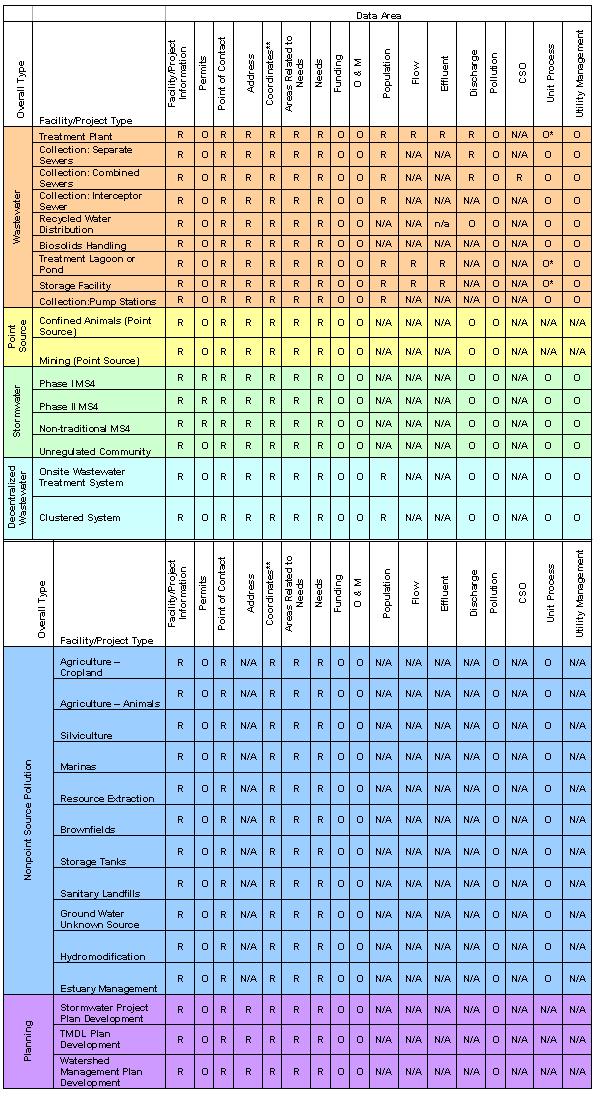 Data Area
Overall Type
Facility/Project Type
Facility/Project
Information
Permits
Point of Contact
Address
Coordinates**
Areas Related to
Needs
Needs
Funding
O & M
Population
Flow
Effluent
Discharge
Pollution
CSO
Unit Process
Utility Management
Wastewater
Treatment Plant R O R R R R R O O R R R R O N/A O* O
Collection: Separate
Sewers R O R R R R R O O R N/A N/A R O N/A O O
Collection: Combined
Sewers R O R R R R R O O R N/A N/A R O R O O
Collection: Interceptor
Sewer R O R R R R R O O R N/A N/A N/A O N/A O O
Recycled Water
Distribution R O R R R R R O O N/A N/A n/a O O N/A O O
Biosolids Handling R O R R R R R O O N/A N/A N/A N/A O N/A O O
Treatment Lagoon or
Pond R O R R R R R O O R R R N/A O N/A O* O
Storage Facility R O R R R R R O O R R R N/A O N/A O* O
Collection:Pump Stations R O R R R R R O O R N/A N/A N/A O N/A O O
Point
Source
Confined Animals (Point
Source) R O R R R R R O O N/A N/A N/A O O N/A N/A N/A
Mining (Point Source) R O R R R R R O O N/A N/A N/A O O N/A N/A N/A
Stormwater
Phase I MS4 R R R R R R R O O N/A N/A N/A O O N/A O O
Phase II MS4 R R R R R R R O O N/A N/A N/A O O N/A O O
Non-traditional MS4 R R R R R R R O O N/A N/A N/A O O N/A O O
Unregulated Community R O R R R R R O O N/A N/A N/A O O N/A O O
Decentralized
Wastewater
Onsite Wastewater
Treatment System R O R R R R R O O R N/A N/A O O N/A O O
Clustered System R O R R R R R O O R N/A N/A O O N/A O O
Overall Type
Facility/Project Type
Facility/Project
Information
Permits
Point of Contact
Address
Coordinates**
Areas Related to
Needs
Needs
Funding
O & M
Population
Flow
Effluent
Discharge
Pollution
CSO
Unit Process
Utility Management
Nonpoint Source Pollution
Agriculture –
Cropland R O R N/A R R R O O N/A N/A N/A N/A O N/A O N/A
Agriculture – Animals R O R N/A R R R O O N/A N/A N/A N/A O N/A O N/A
Silviculture R O R N/A R R R O O N/A N/A N/A N/A O N/A O N/A
Marinas R O R N/A R R R O O N/A N/A N/A N/A O N/A O N/A
Resource Extraction R O R N/A R R R O O N/A N/A N/A N/A O N/A O N/A
Brownfields R O R N/A R R R O O N/A N/A N/A N/A O N/A O N/A
Storage Tanks R O R N/A R R R O O N/A N/A N/A N/A O N/A O N/A
Sanitary Landfills R O R N/A R R R O O N/A N/A N/A N/A O N/A O N/A
Ground Water
Unknown Source R O R N/A R R R O O N/A N/A N/A N/A O N/A O N/A
Hydromodification R O R N/A R R R O O N/A N/A N/A N/A O N/A O N/A
Estuary Management R O R N/A R R R O O N/A N/A N/A N/A O N/A O N/A
Planning
Stormwater Project
Plan Development R O R R R R R O O N/A N/A N/A N/A O N/A N/A N/A
TMDL Plan
Development R O R R R R R O O N/A N/A N/A N/A O N/A N/A N/A
Watershed
Management Plan
Development R O R R R R R O O N/A N/A N/A N/A O N/A N/A N/A